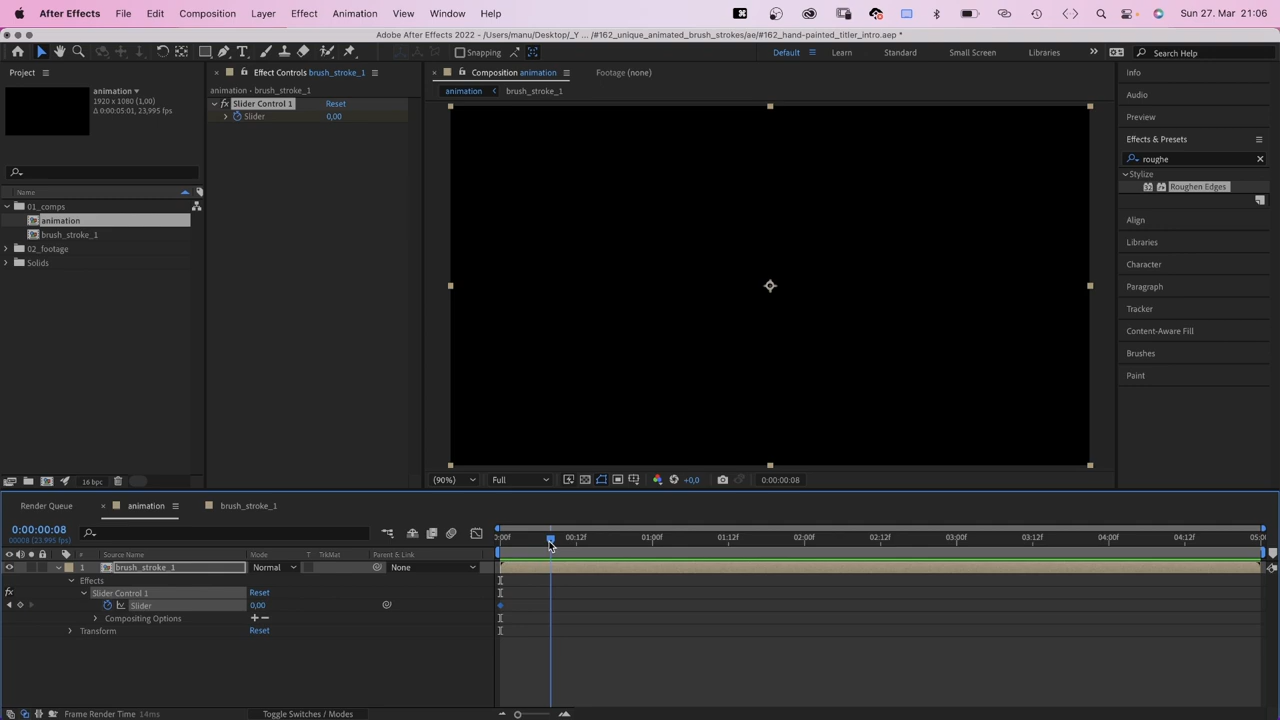 After Effects File Edit Composition Layer Effect Animation View Window Help Sun 27. Mar 21:06
Adobe After Effects 2022 - /Users/manu/Desktop/_Y ... /#162_unique_animated_brush_strokes/ae/#162_hand-painted_titler_intro.aep *
Snapping Default Learn Standard Small Screen Libraries Search Help
Project Effect Controls brush_stroke_1 Composition animation Footage (none) Info
animation
1920 x 1080 (1,00)
Δ 0:00:05:01, 23,995 fps)
animation • brush_stroke_1
fx Slider Control 1 Reset
Slider 0,00
animation brush_stroke_1
Audio
Preview
Effects & Presets
roughe
Stylize
Roughen Edges
Align
Libraries
Character
Paragraph
Tracker
Content-Aware Fill
Brushes
Paint
Name
01_comps
animation
brush_stroke_1
02_footage
Solids
16 bpc
(90%) Full +0,0 0:00:00:08
Render Queue animation brush_stroke_1
0:00:00:08
00008 (23.995 fps)
:00f 00:12f 01:00f 01:12f 02:00f 02:12f 03:00f 03:12f 04:00f 04:12f 05:00
# Source Name Mode T TrkMat Parent & Link
1 brush_stroke_1 Normal None
Effects
fx Slider Control 1 Reset
Slider 0,00
Compositing Options + −
Transform Reset
Frame Render Time 14ms Toggle Switches / Modes